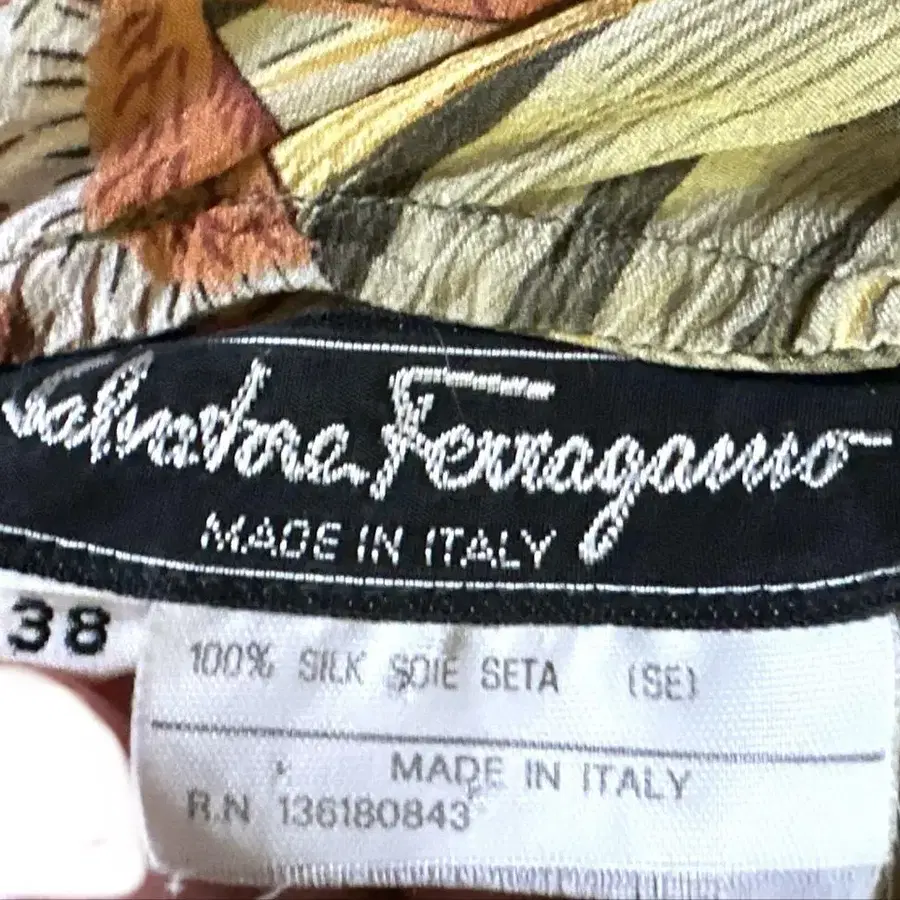 Salvatore Ferragamo
MADE IN ITALY
38
100% SILK SOIE SETA (SE)
MADE IN ITALY
R.N 136180843